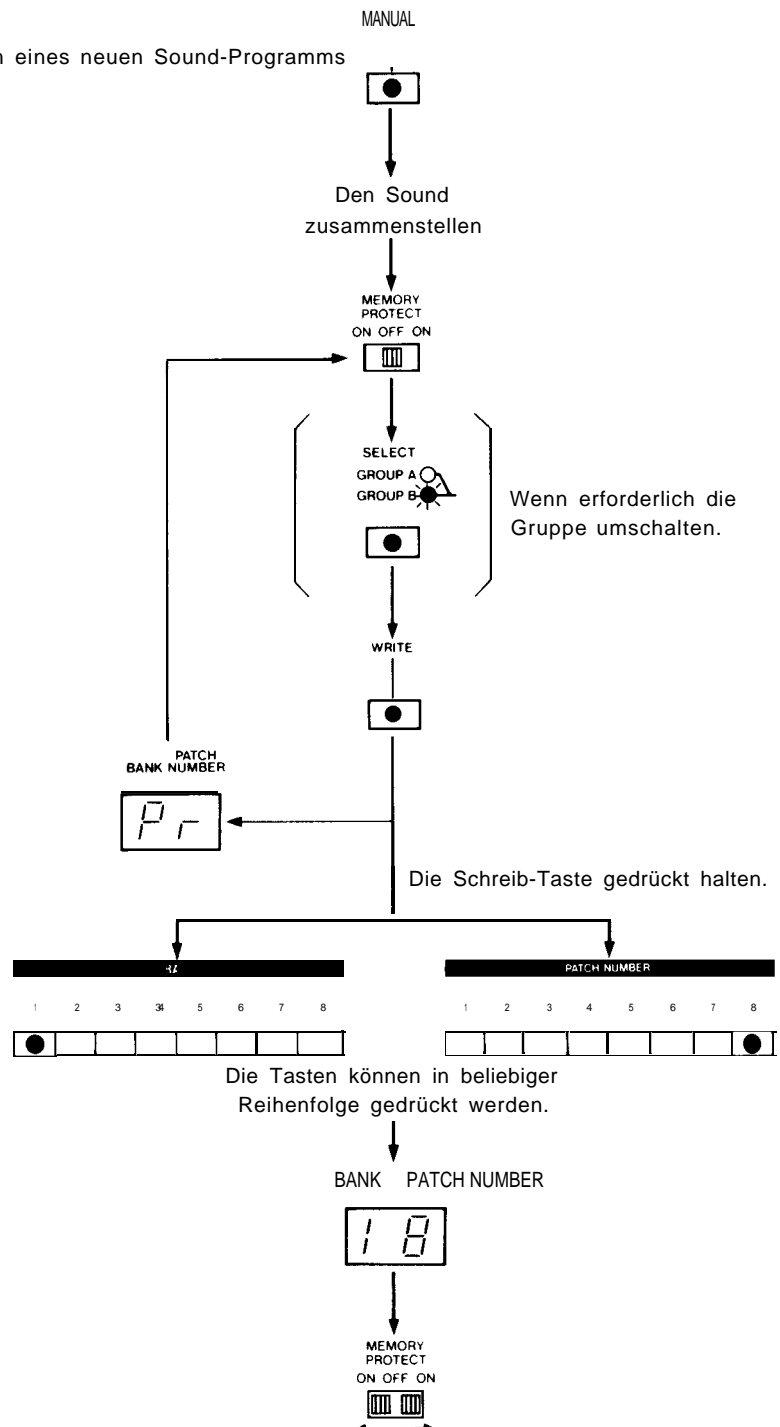 MANUAL
eines neuen Sound-Programms
Den Sound
zusammenstellen
MEMORY
PROTECT
ON OFF ON
SELECT
GROUP A
GROUP B
Wenn erforderlich die
Gruppe umschalten.
WRITE
PATCH
BANK NUMBER
Pr
Die Schreib-Taste gedrückt halten.
PATCH NUMBER
1 2 3 4 5 6 7 8
1 2 3 4 5 6 7 8
Die Tasten können in beliebiger
Reihenfolge gedrückt werden.
BANK PATCH NUMBER
1 8
MEMORY
PROTECT
ON OFF ON